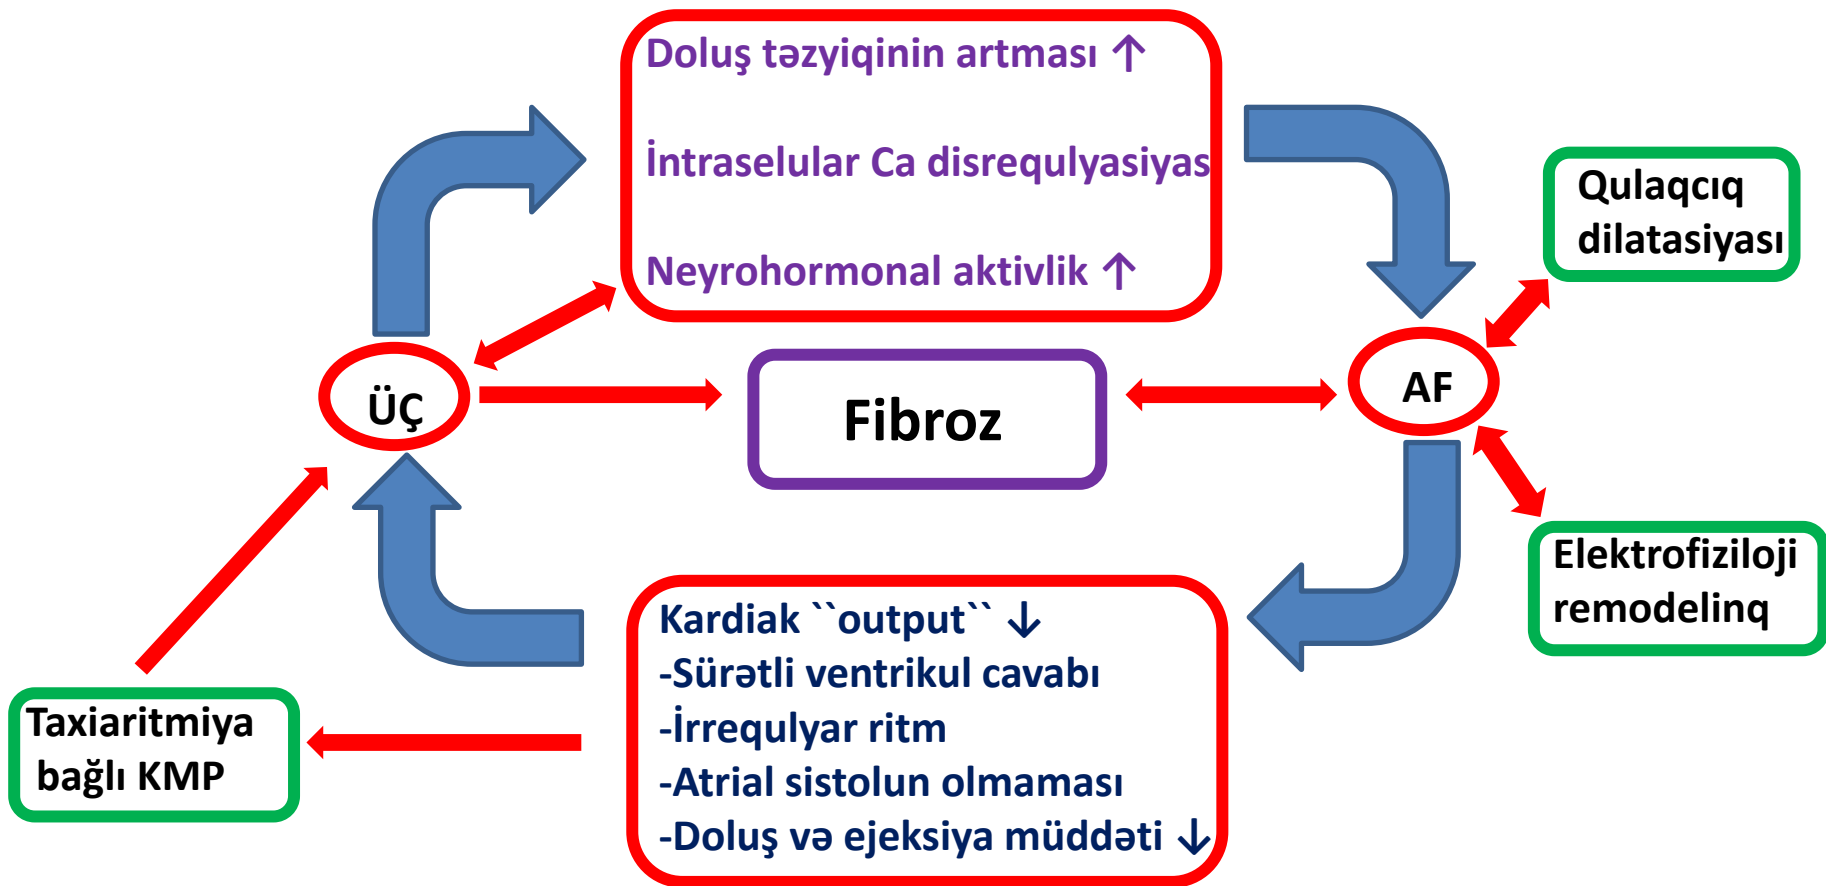 Doluş təzyiqinin artması ↑
İntraselular Ca disrequlyasiyas
Neyrohormonal aktivlik ↑
Qulaqcıq
dilatasiyası
ÜÇ
Fibroz
AF
Elektrofiziloji
remodelinq
Kardiak ``output`` ↓
-Sürətli ventrikul cavabı
-İrrequlyar ritm
-Atrial sistolun olmaması
-Doluş və ejeksiya müddəti ↓
Taxiaritmiya
bağlı KMP